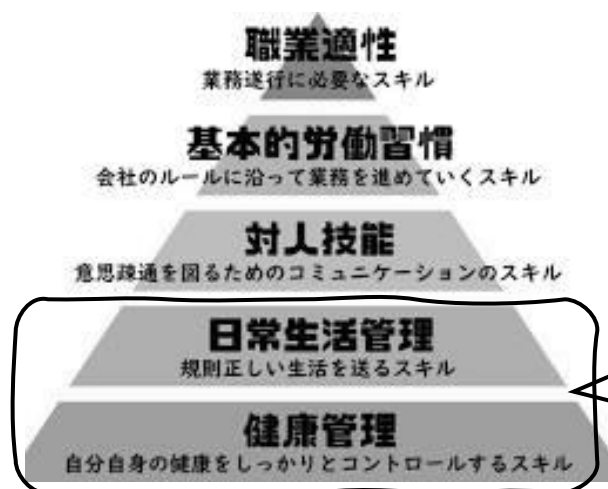 職業適性
業務遂行に必要なスキル
基本的労働習慣
会社のルールに沿って業務を進めていくスキル
対人技能
意思疎通を図るためのコミュニケーションのスキル
日常生活管理
規則正しい生活を送るスキル
健康管理
自分自身の健康をしっかりとコントロールするスキル